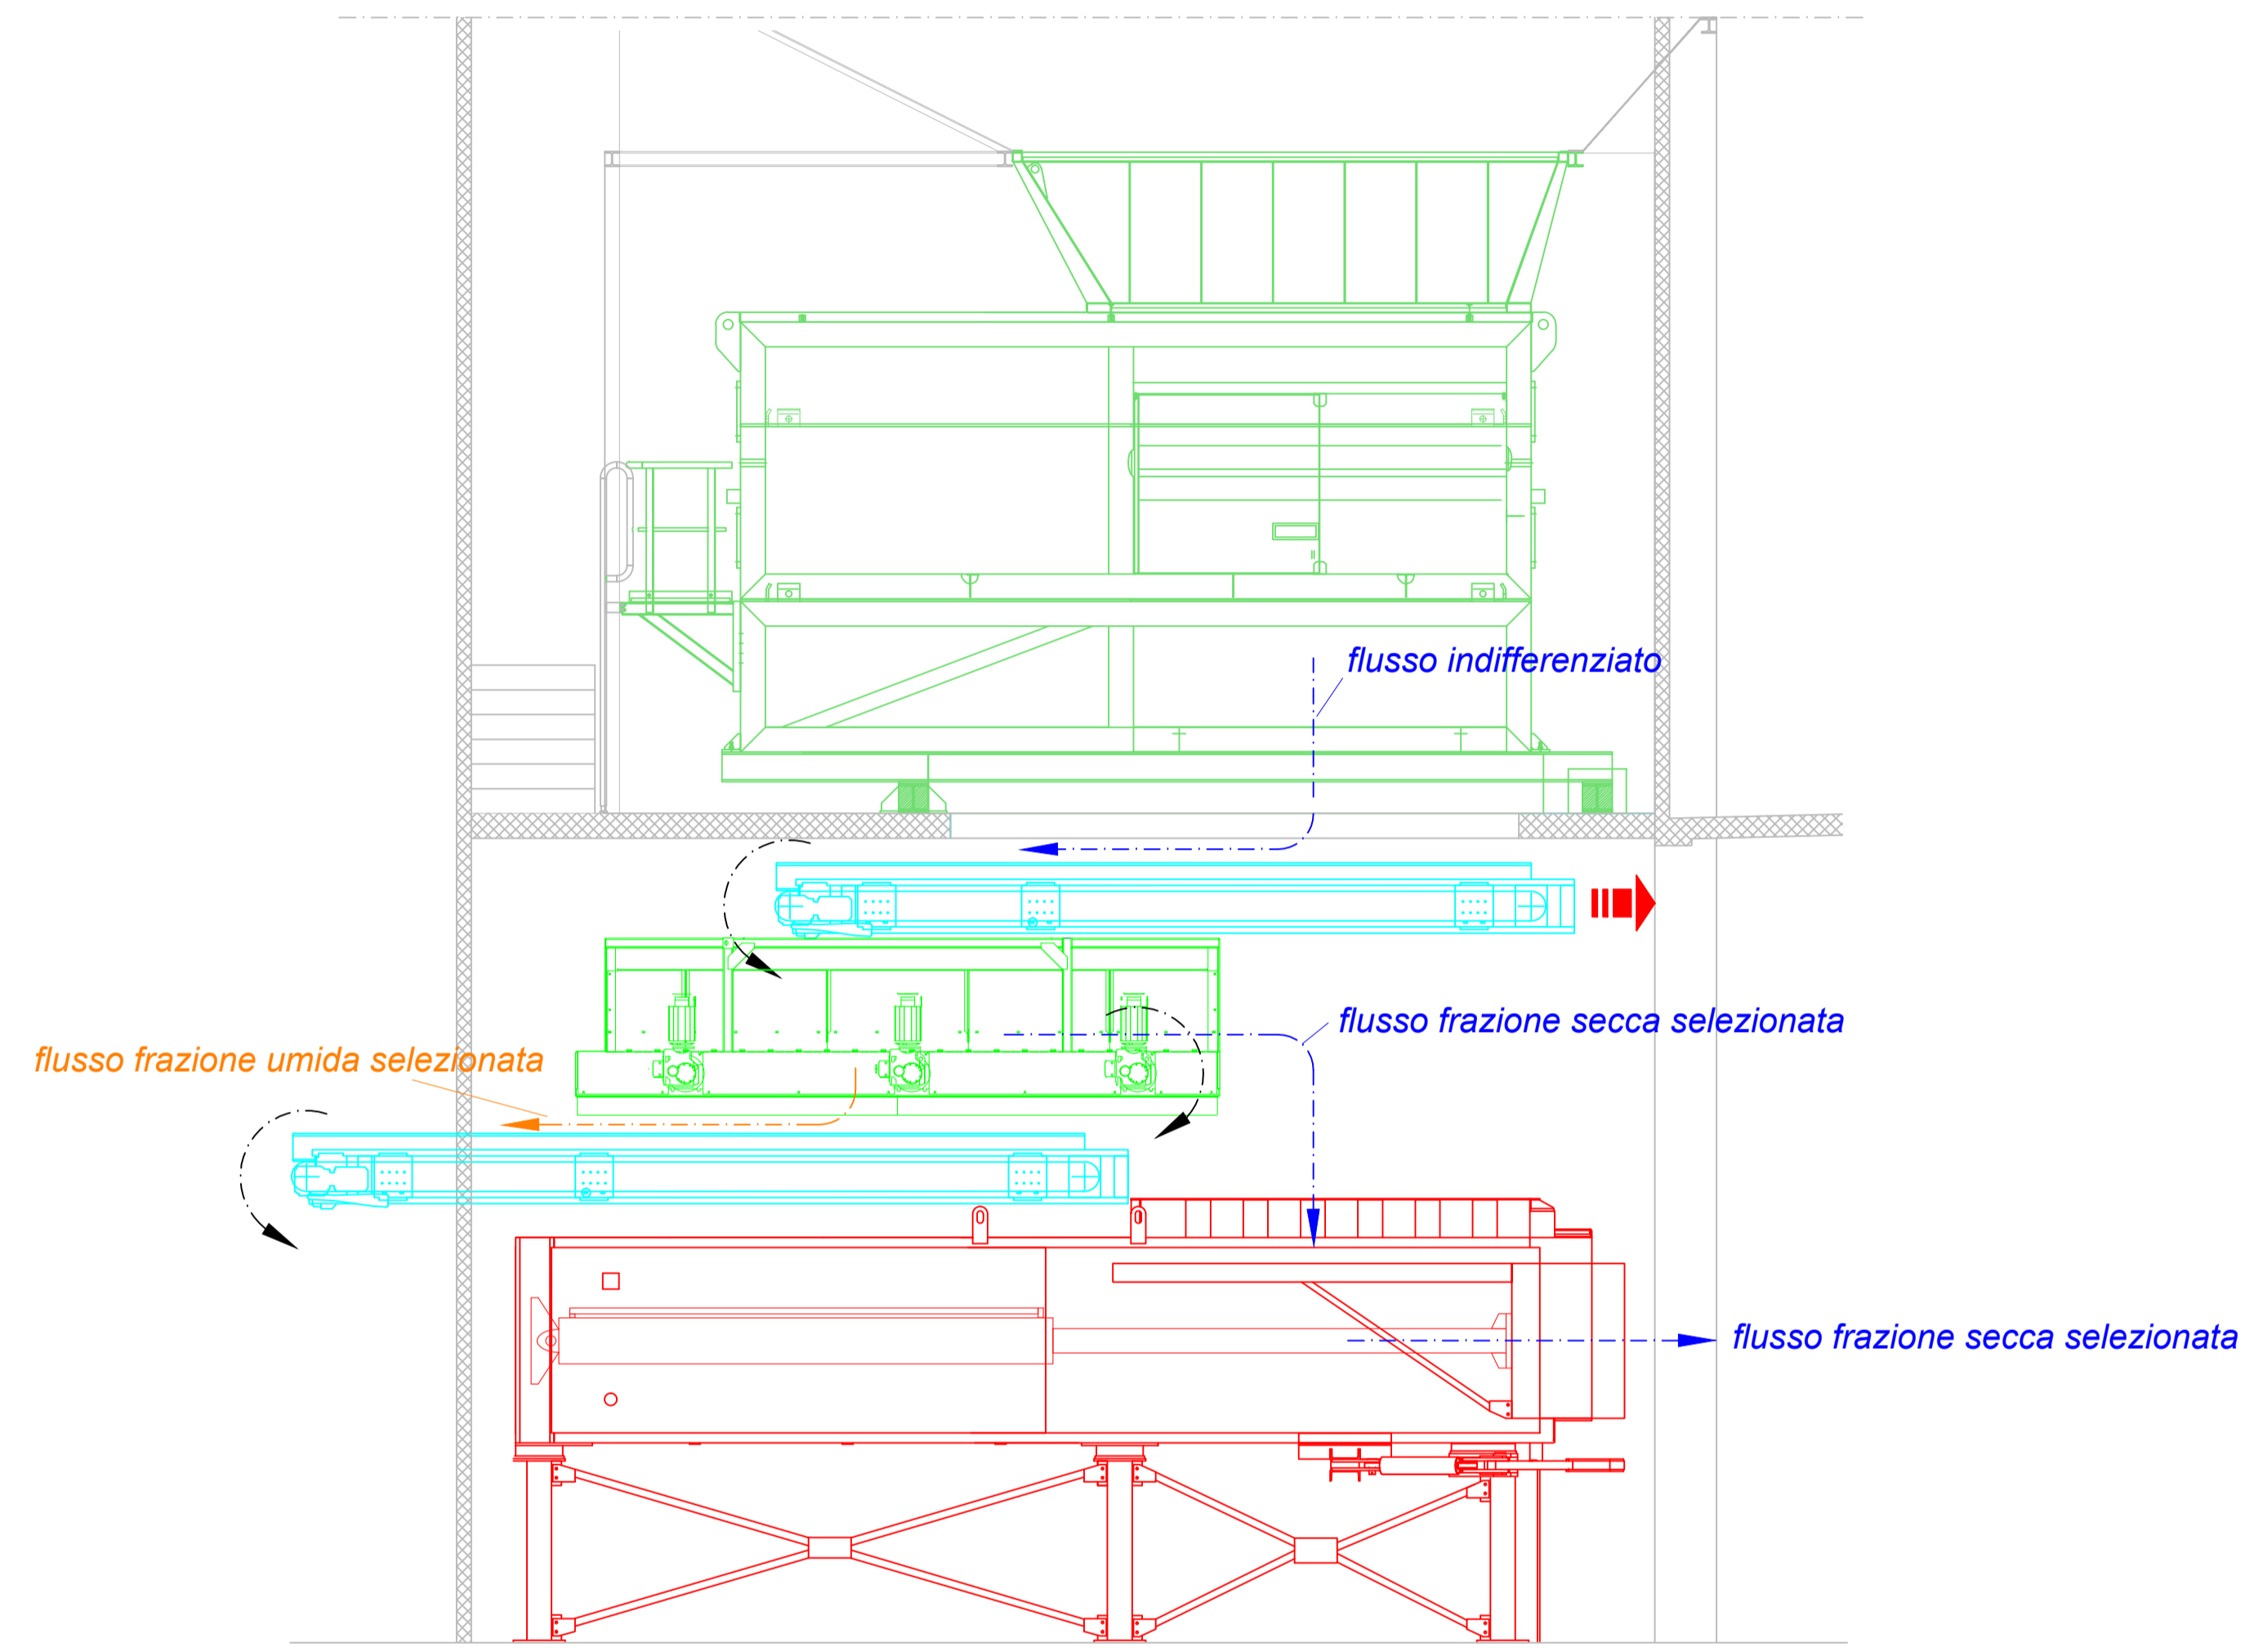 flusso indifferenziato
flusso frazione secca selezionata
flusso frazione umida selezionata
flusso frazione secca selezionata